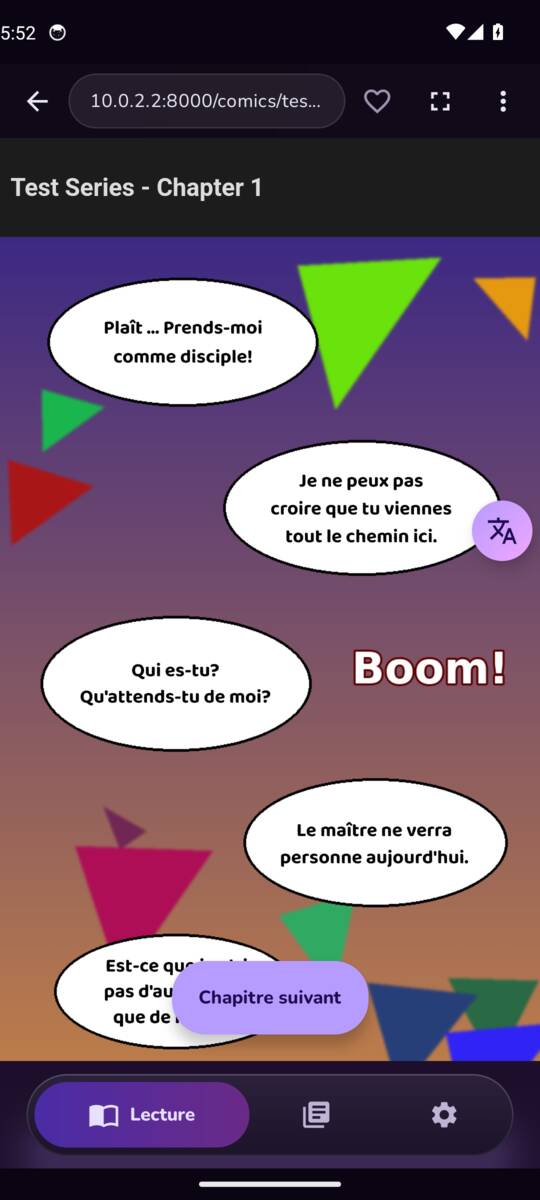 5:52
10.0.2.2:8000/comics/tes...
Test Series - Chapter 1
Plaît ... Prends-moi
comme disciple!
Je ne peux pas
croire que tu viennes
tout le chemin ici.
Qui es-tu?
Qu'attends-tu de moi?
Boom!
Le maître ne verra
personne aujourd'hui.
Est-ce que
pas
que de
Chapitre suivant
Lecture